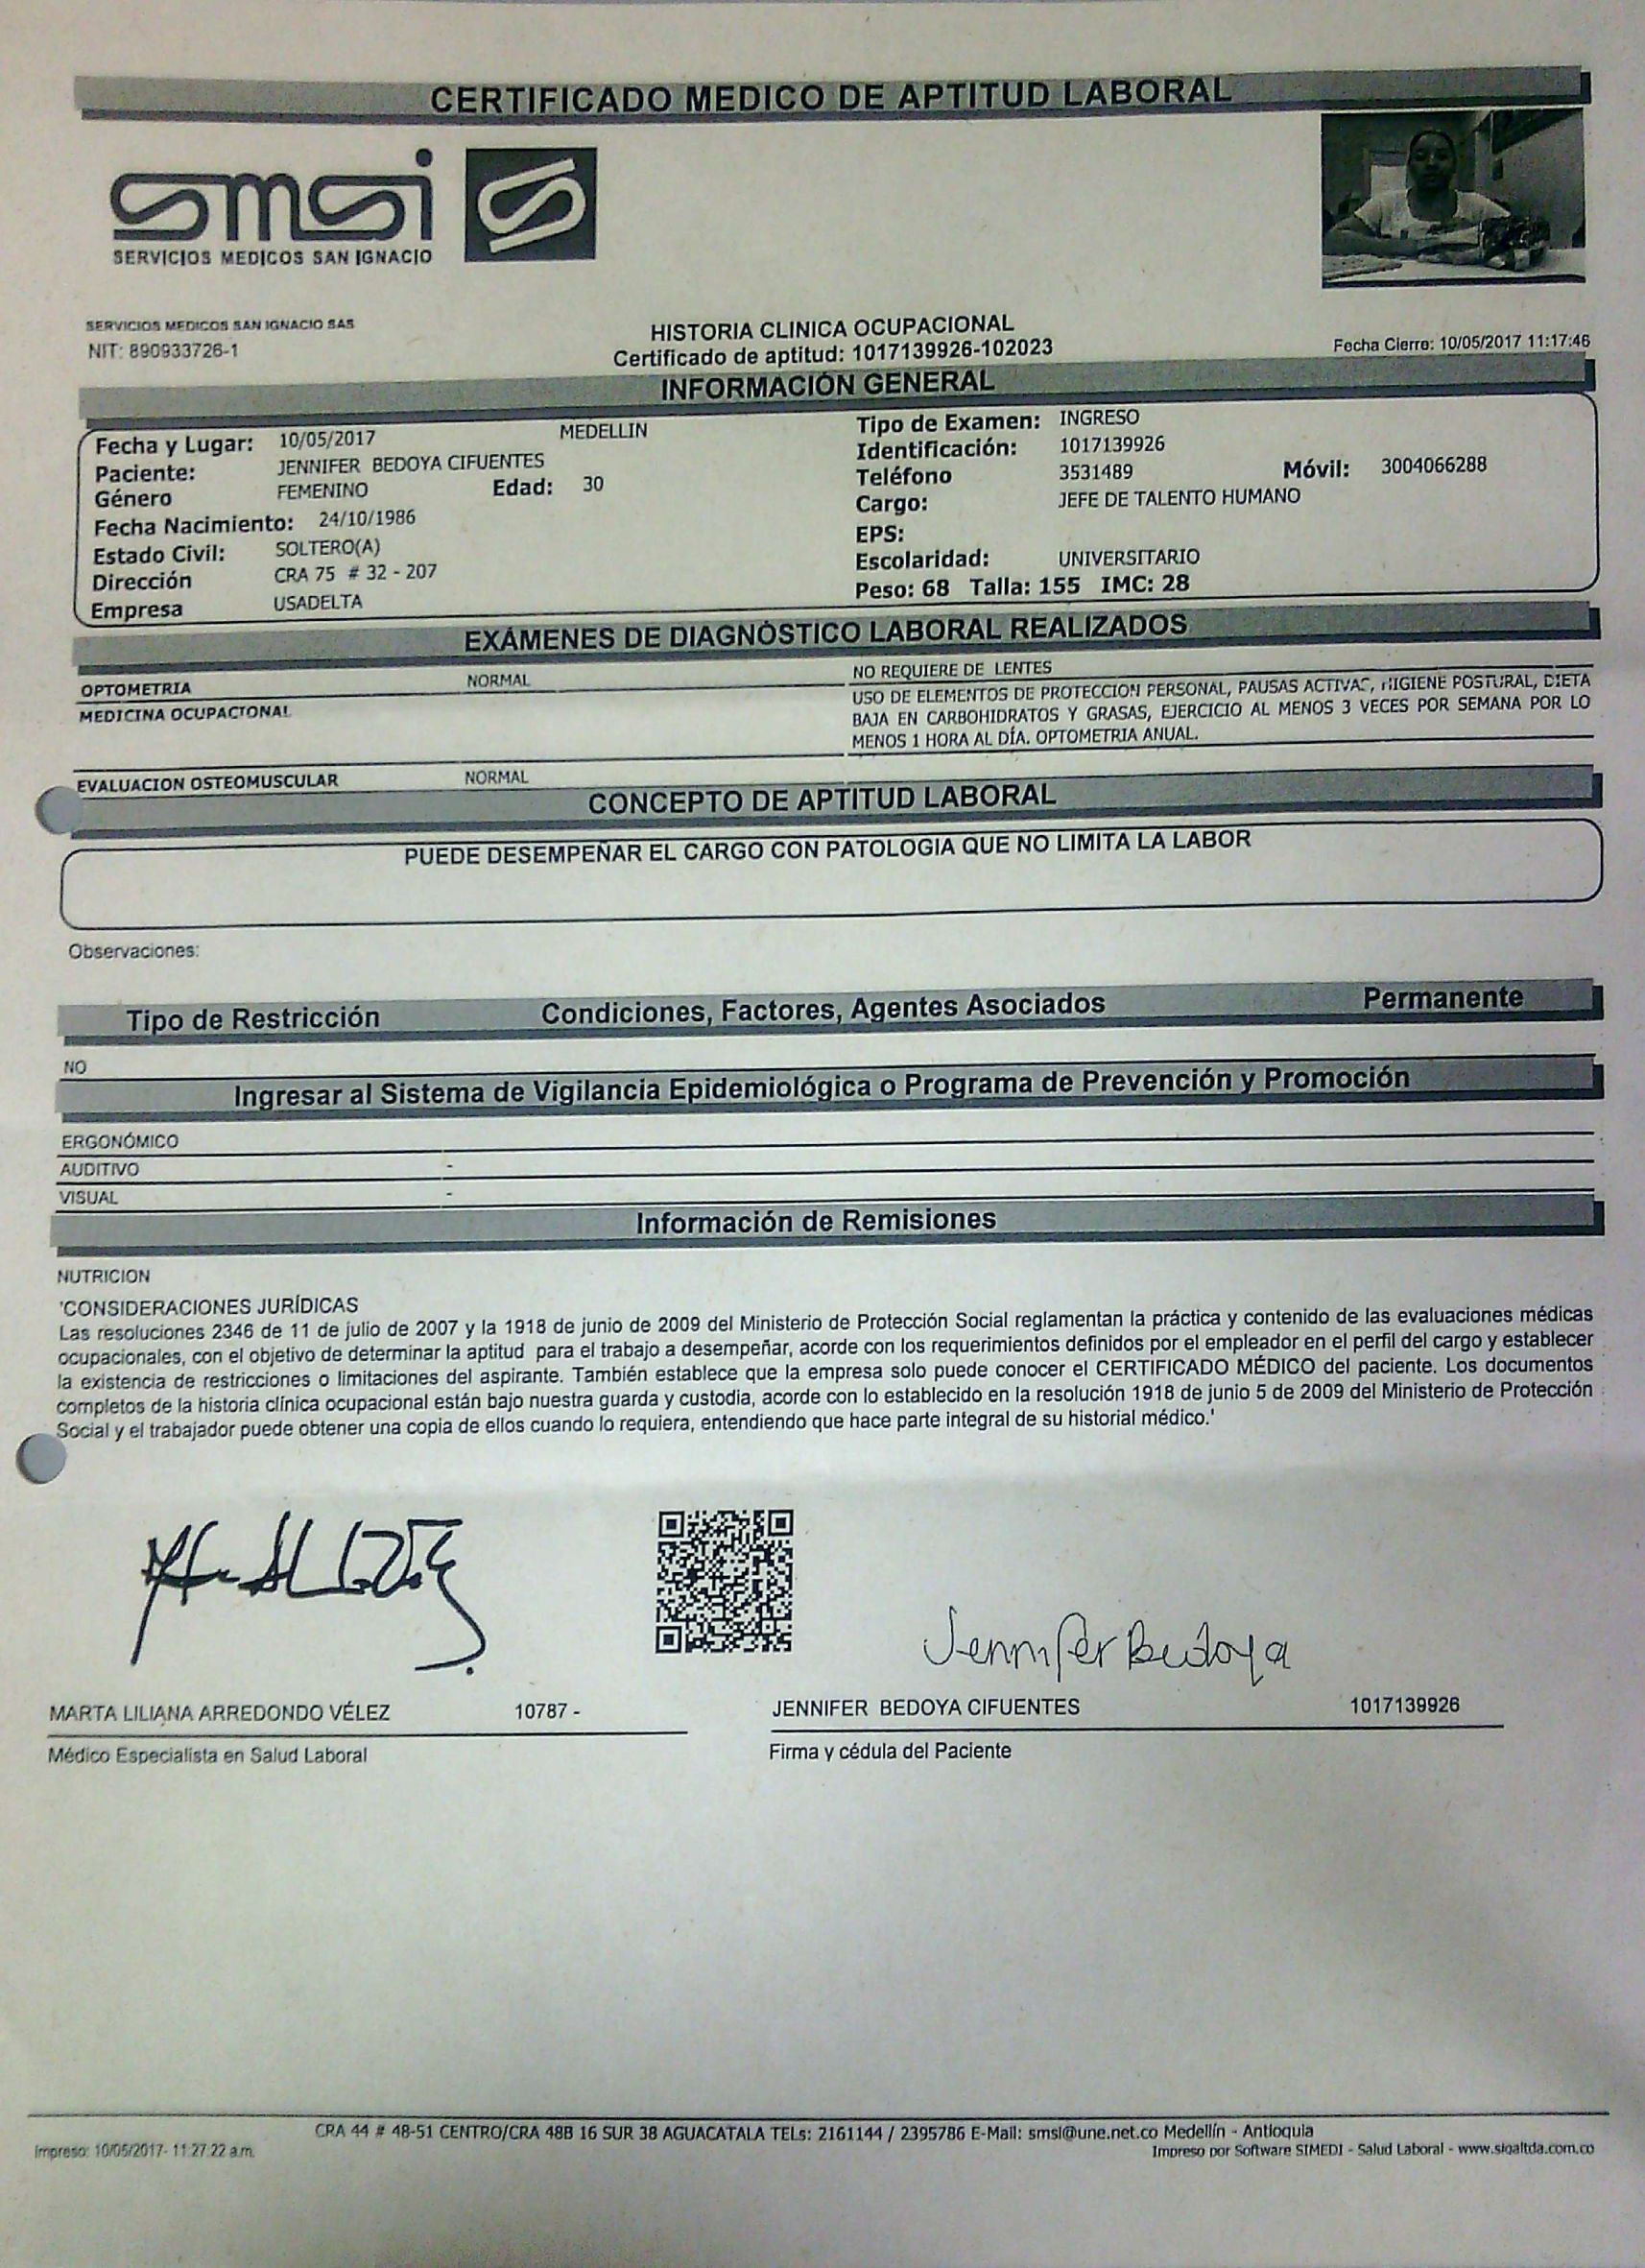 CERTIFICADO MEDICO DE APTITUD LABORAL
smsi
SERVICIOS MEDICOS SAN IGNACIO
SERVICIOS MEDICOS SAN IGNACIO SAS
NIT: 890933726-1
HISTORIA CLINICA OCUPACIONAL
Certificado de aptitud: 1017139926-102023
Fecha Cierre: 10/05/2017 11:17:46
INFORMACIÓN GENERAL
Fecha y Lugar: 10/05/2017 MEDELLIN
Paciente: JENNIFER BEDOYA CIFUENTES
Género FEMENINO Edad: 30
Fecha Nacimiento: 24/10/1986
Estado Civil: SOLTERO(A)
Dirección CRA 75 # 32 - 207
Empresa USADELTA
Tipo de Examen: INGRESO
Identificación: 1017139926
Teléfono 3531489 Móvil: 3004066288
Cargo: JEFE DE TALENTO HUMANO
EPS:
Escolaridad: UNIVERSITARIO
Peso: 68 Talla: 155 IMC: 28
EXÁMENES DE DIAGNÓSTICO LABORAL REALIZADOS
OPTOMETRIA NORMAL NO REQUIERE DE LENTES
MEDICINA OCUPACIONAL USO DE ELEMENTOS DE PROTECCION PERSONAL, PAUSAS ACTIVAS, HIGIENE POSTURAL, DIETA
BAJA EN CARBOHIDRATOS Y GRASAS, EJERCICIO AL MENOS 3 VECES POR SEMANA POR LO
MENOS 1 HORA AL DÍA. OPTOMETRIA ANUAL.
EVALUACION OSTEOMUSCULAR NORMAL
CONCEPTO DE APTITUD LABORAL
PUEDE DESEMPEÑAR EL CARGO CON PATOLOGIA QUE NO LIMITA LA LABOR
Observaciones:
Tipo de Restricción Condiciones, Factores, Agentes Asociados Permanente
NO
Ingresar al Sistema de Vigilancia Epidemiológica o Programa de Prevención y Promoción
ERGONÓMICO
AUDITIVO -
VISUAL -
Información de Remisiones
NUTRICION
'CONSIDERACIONES JURÍDICAS
Las resoluciones 2346 de 11 de julio de 2007 y la 1918 de junio de 2009 del Ministerio de Protección Social reglamentan la práctica y contenido de las evaluaciones médicas
ocupacionales, con el objetivo de determinar la aptitud para el trabajo a desempeñar, acorde con los requerimientos definidos por el empleador en el perfil del cargo y establecer
la existencia de restricciones o limitaciones del aspirante. También establece que la empresa solo puede conocer el CERTIFICADO MÉDICO del paciente. Los documentos
completos de la historia clínica ocupacional están bajo nuestra guarda y custodia, acorde con lo establecido en la resolución 1918 de junio 5 de 2009 del Ministerio de Protección
Social y el trabajador puede obtener una copia de ellos cuando lo requiera, entendiendo que hace parte integral de su historial médico.'
Jennifer Bedoya
MARTA LILIANA ARREDONDO VÉLEZ 10787 -
Médico Especialista en Salud Laboral
JENNIFER BEDOYA CIFUENTES 1017139926
Firma y cédula del Paciente
CRA 44 # 48-51 CENTRO/CRA 48B 16 SUR 38 AGUACATALA TELs: 2161144 / 2395786 E-Mail: smsi@une.net.co Medellín - Antioquia
Impreso: 10/05/2017- 11:27:22 a.m.
Impreso por Software SIMEDI - Salud Laboral - www.sigaltda.com.co